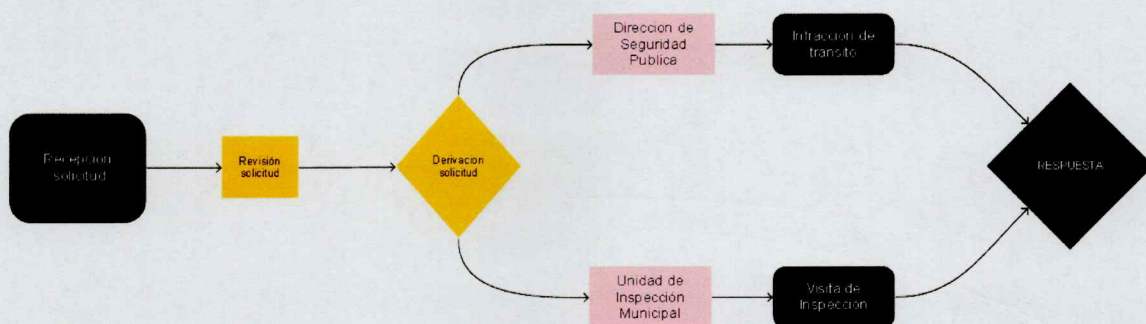 Recepcion
solicitud
Revisión
solicitud
Derivacion
solicitud
Direccion de
Seguridad
Publica
Infraccion de
transito
Unidad de
Inspección
Municipal
Visita de
Inspección
RESPUESTA